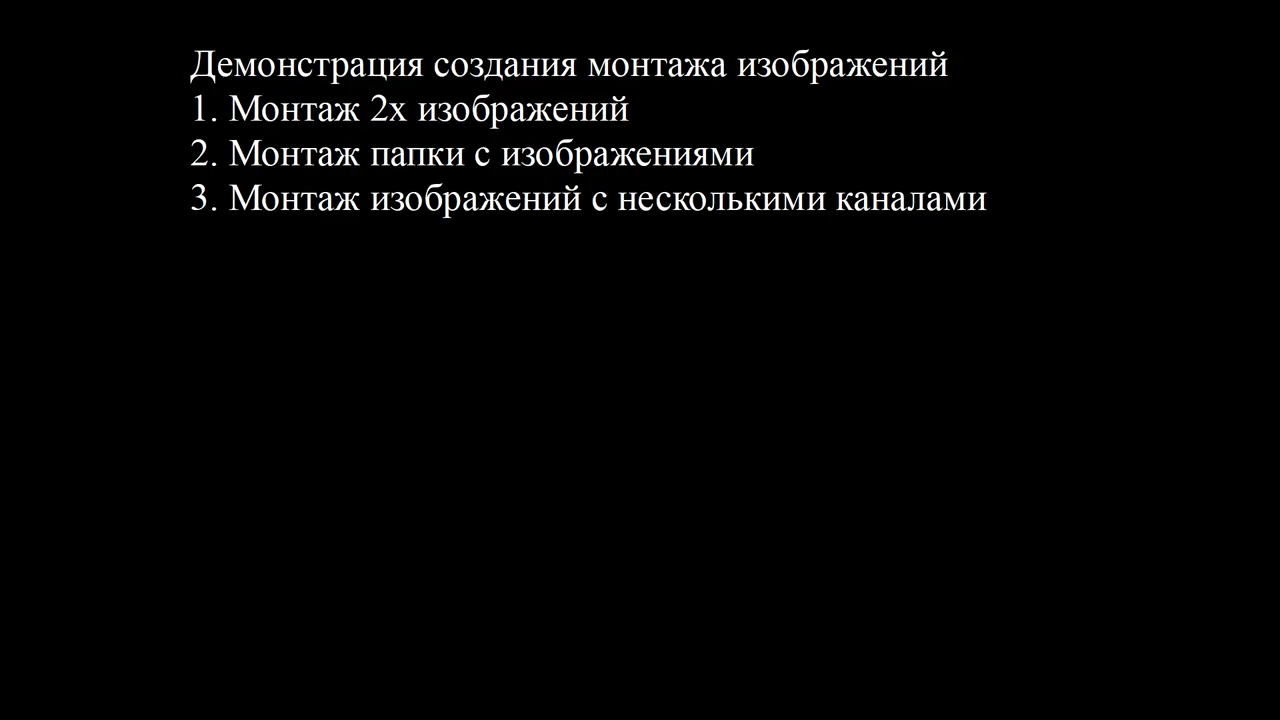 Демонстрация создания монтажа изображений
1. Монтаж 2х изображений
2. Монтаж папки с изображениями
3. Монтаж изображений с несколькими каналами